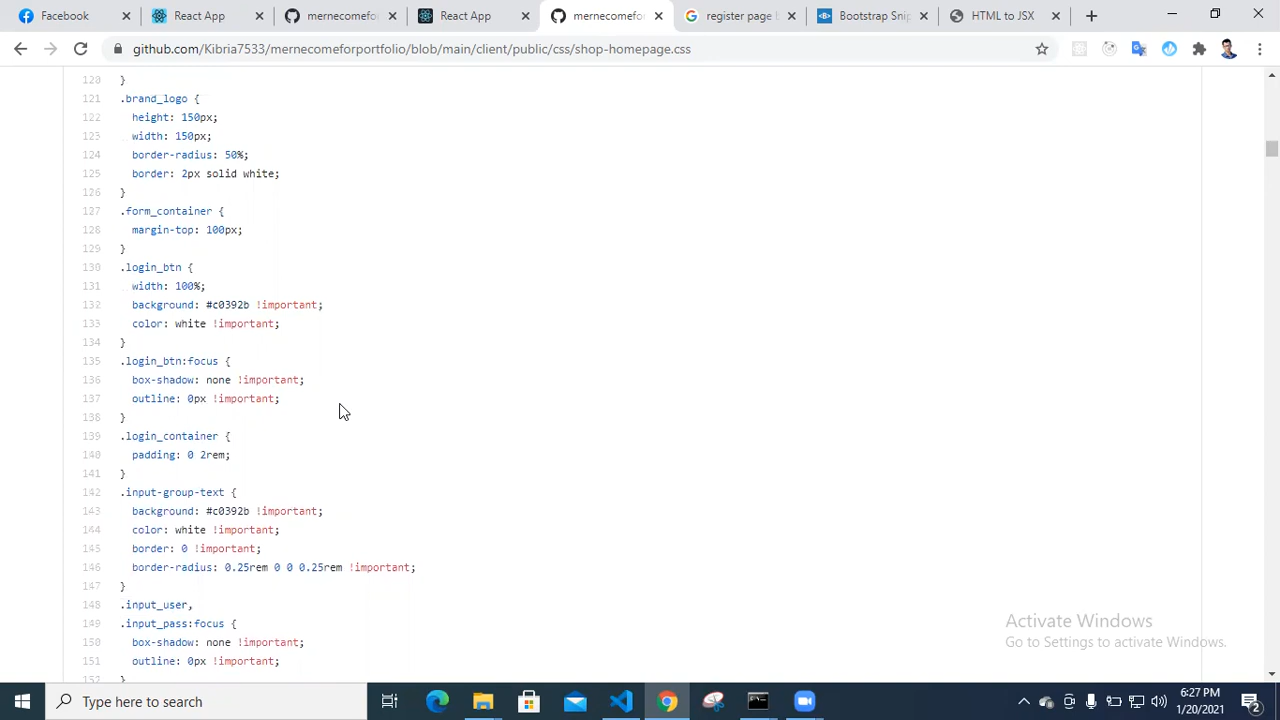 Facebook
React App
mernecomefor
React App
mernecomefor
register page
Bootstrap Snip
HTML to JSX
github.com/Kibria7533/mernecomeforportfolio/blob/main/client/public/css/shop-homepage.css
120 }
121 .brand_logo {
122 height: 150px;
123 width: 150px;
124 border-radius: 50%;
125 border: 2px solid white;
126 }
127 .form_container {
128 margin-top: 100px;
129 }
130 .login_btn {
131 width: 100%;
132 background: #c0392b !important;
133 color: white !important;
134 }
135 .login_btn:focus {
136 box-shadow: none !important;
137 outline: 0px !important;
138 }
139 .login_container {
140 padding: 0 2rem;
141 }
142 .input-group-text {
143 background: #c0392b !important;
144 color: white !important;
145 border: 0 !important;
146 border-radius: 0.25rem 0 0 0.25rem !important;
147 }
148 .input_user,
149 .input_pass:focus {
150 box-shadow: none !important;
151 outline: 0px !important;
152 }
Activate Windows
Go to Settings to activate Windows.
Type here to search
6:27 PM
1/20/2021
2